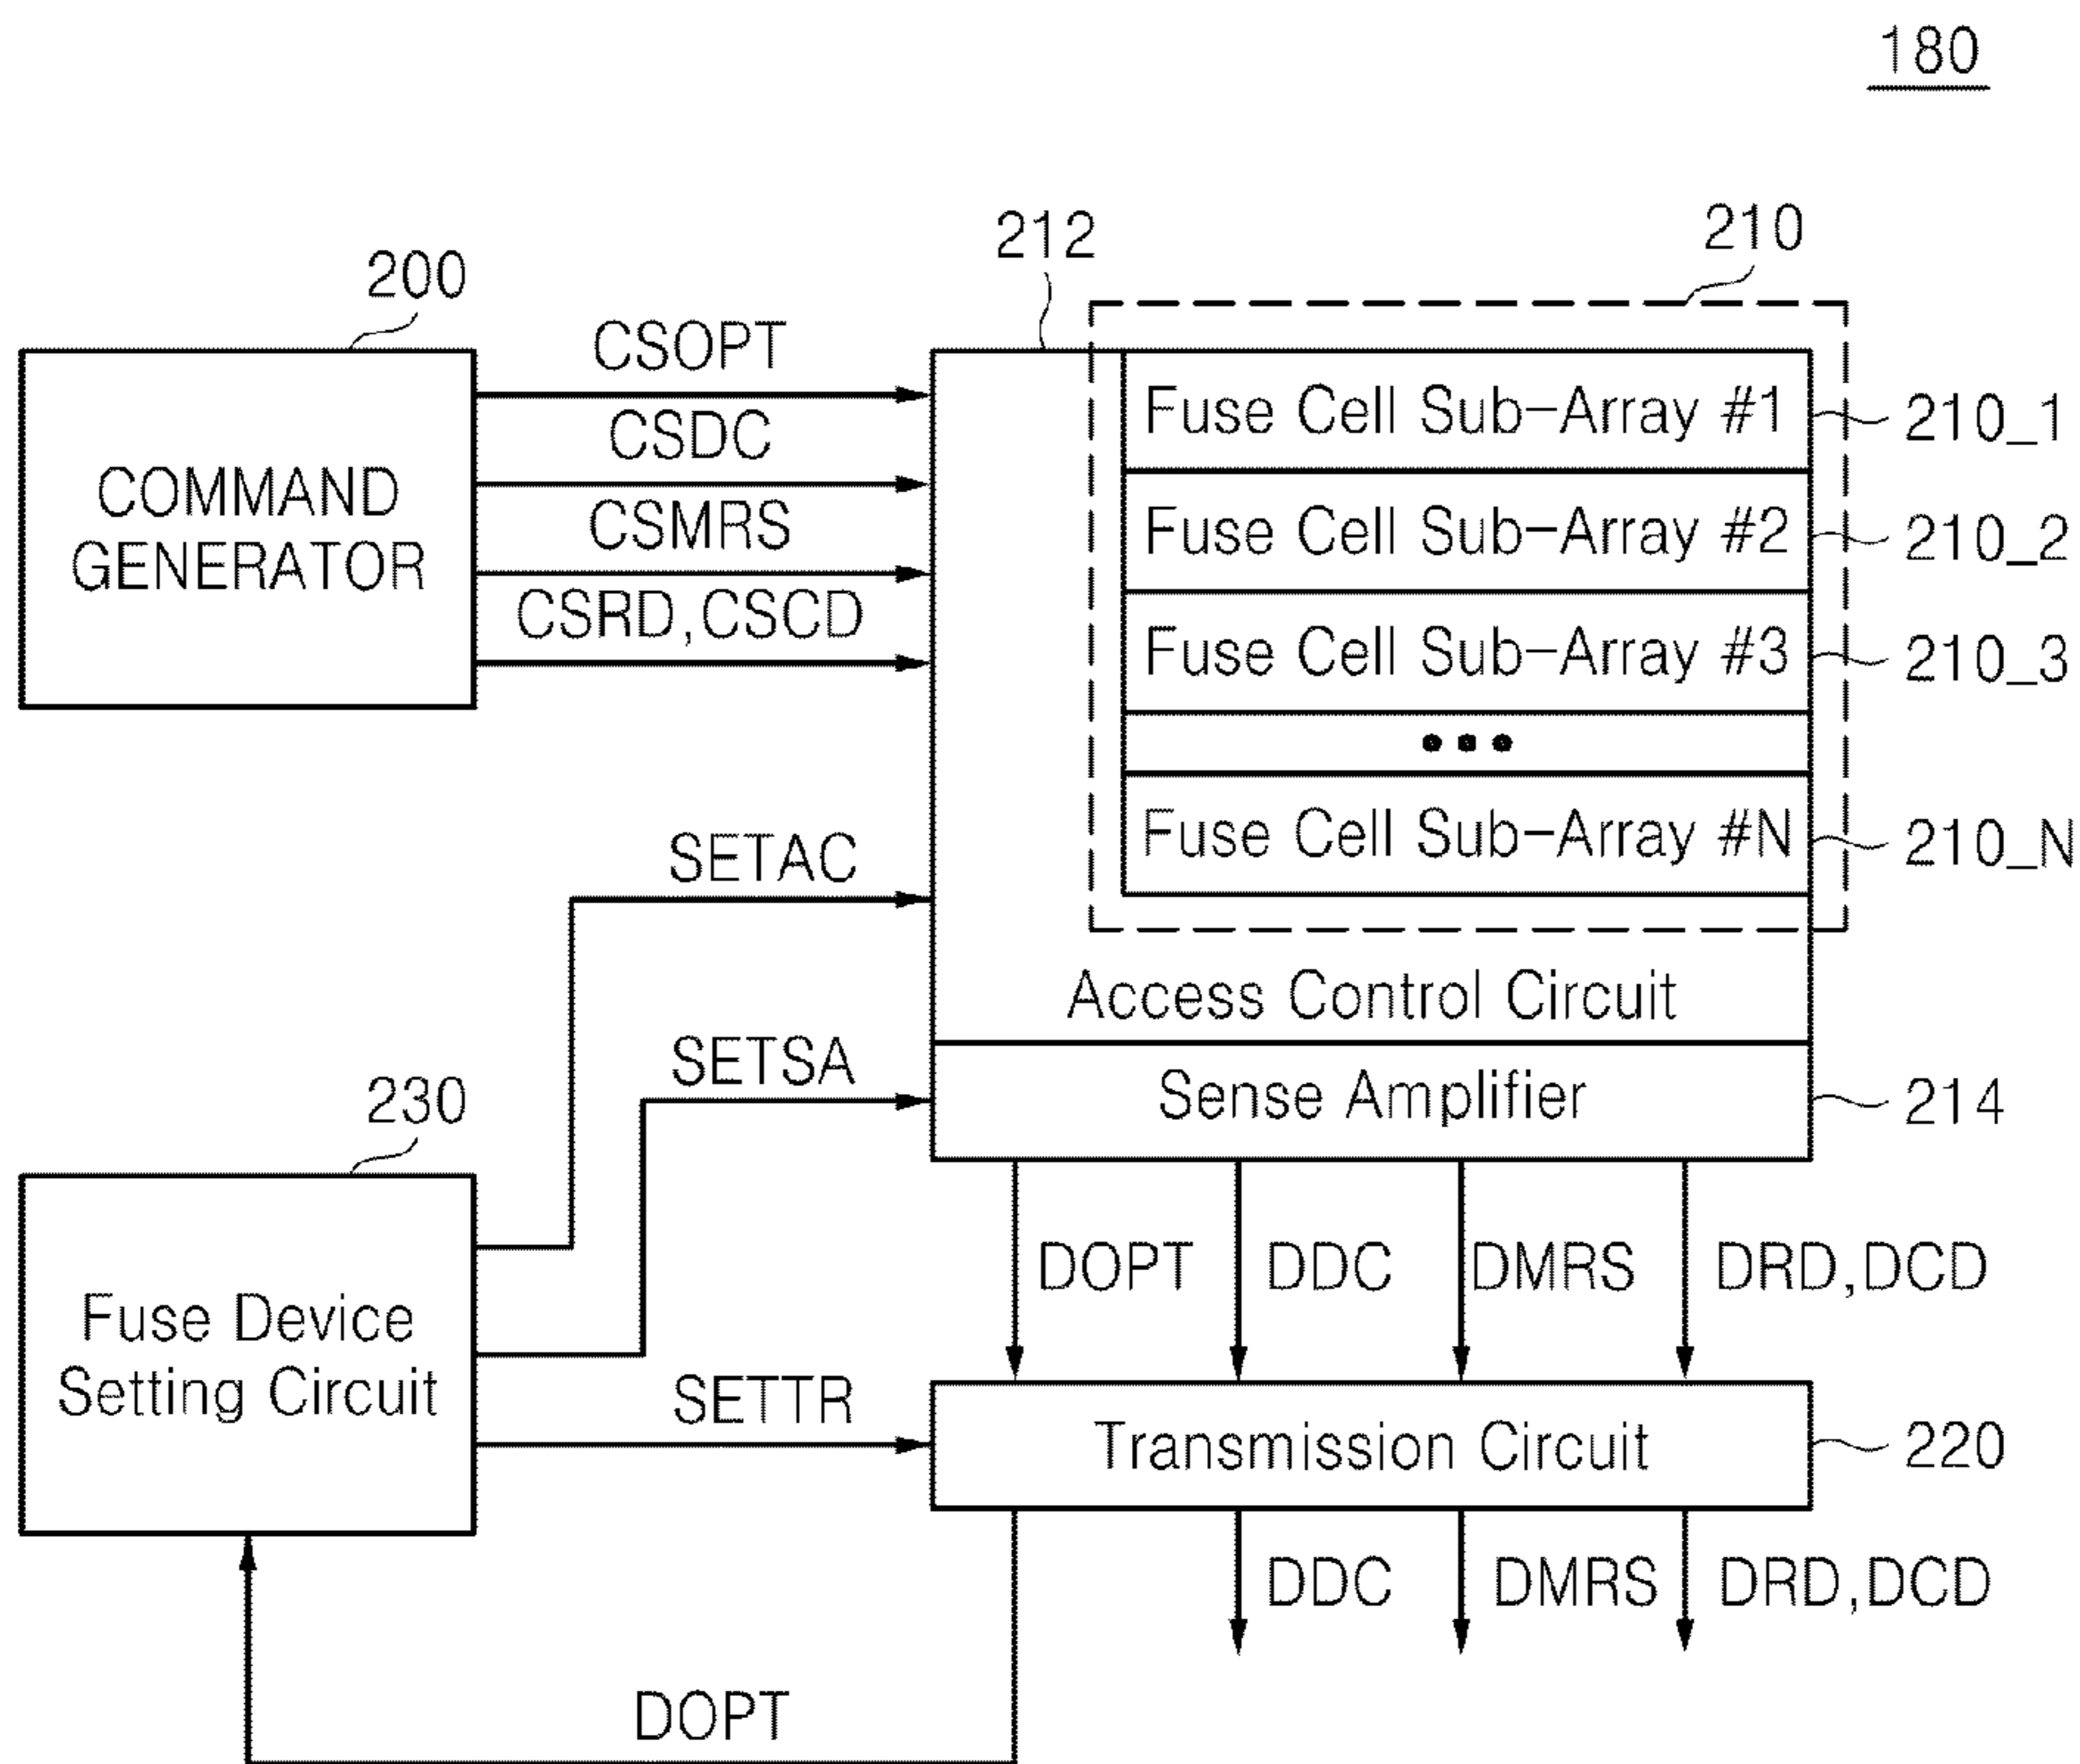 180
212
210
200
CSOPT
CSDC
CSMRS
CSRD,CSCD
COMMAND
GENERATOR
Fuse Cell Sub-Array #1
210_1
Fuse Cell Sub-Array #2
210_2
Fuse Cell Sub-Array #3
210_3
•••
Fuse Cell Sub-Array #N
210_N
SETAC
Access Control Circuit
SETSA
Sense Amplifier
214
230
Fuse Device
Setting Circuit
DOPT
DDC
DMRS
DRD,DCD
SETTR
Transmission Circuit
220
DDC
DMRS
DRD,DCD
DOPT